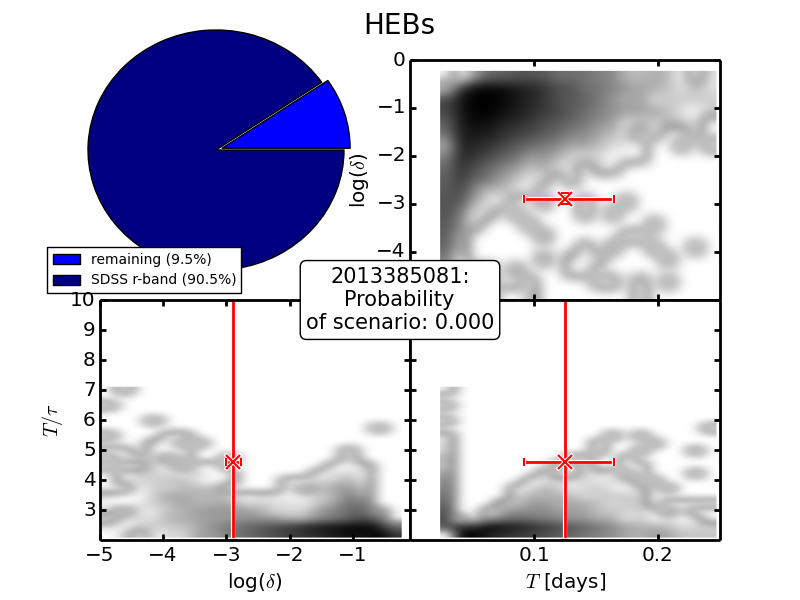 HEBs
remaining (9.5%)
SDSS r-band (90.5%)
log(δ)
0
−1
−2
−3
−4
2013385081:
Probability
of scenario: 0.000
T/τ
10
9
8
7
6
5
4
3
−5 −4 −3 −2 −1
log(δ)
0.1 0.2
T [days]